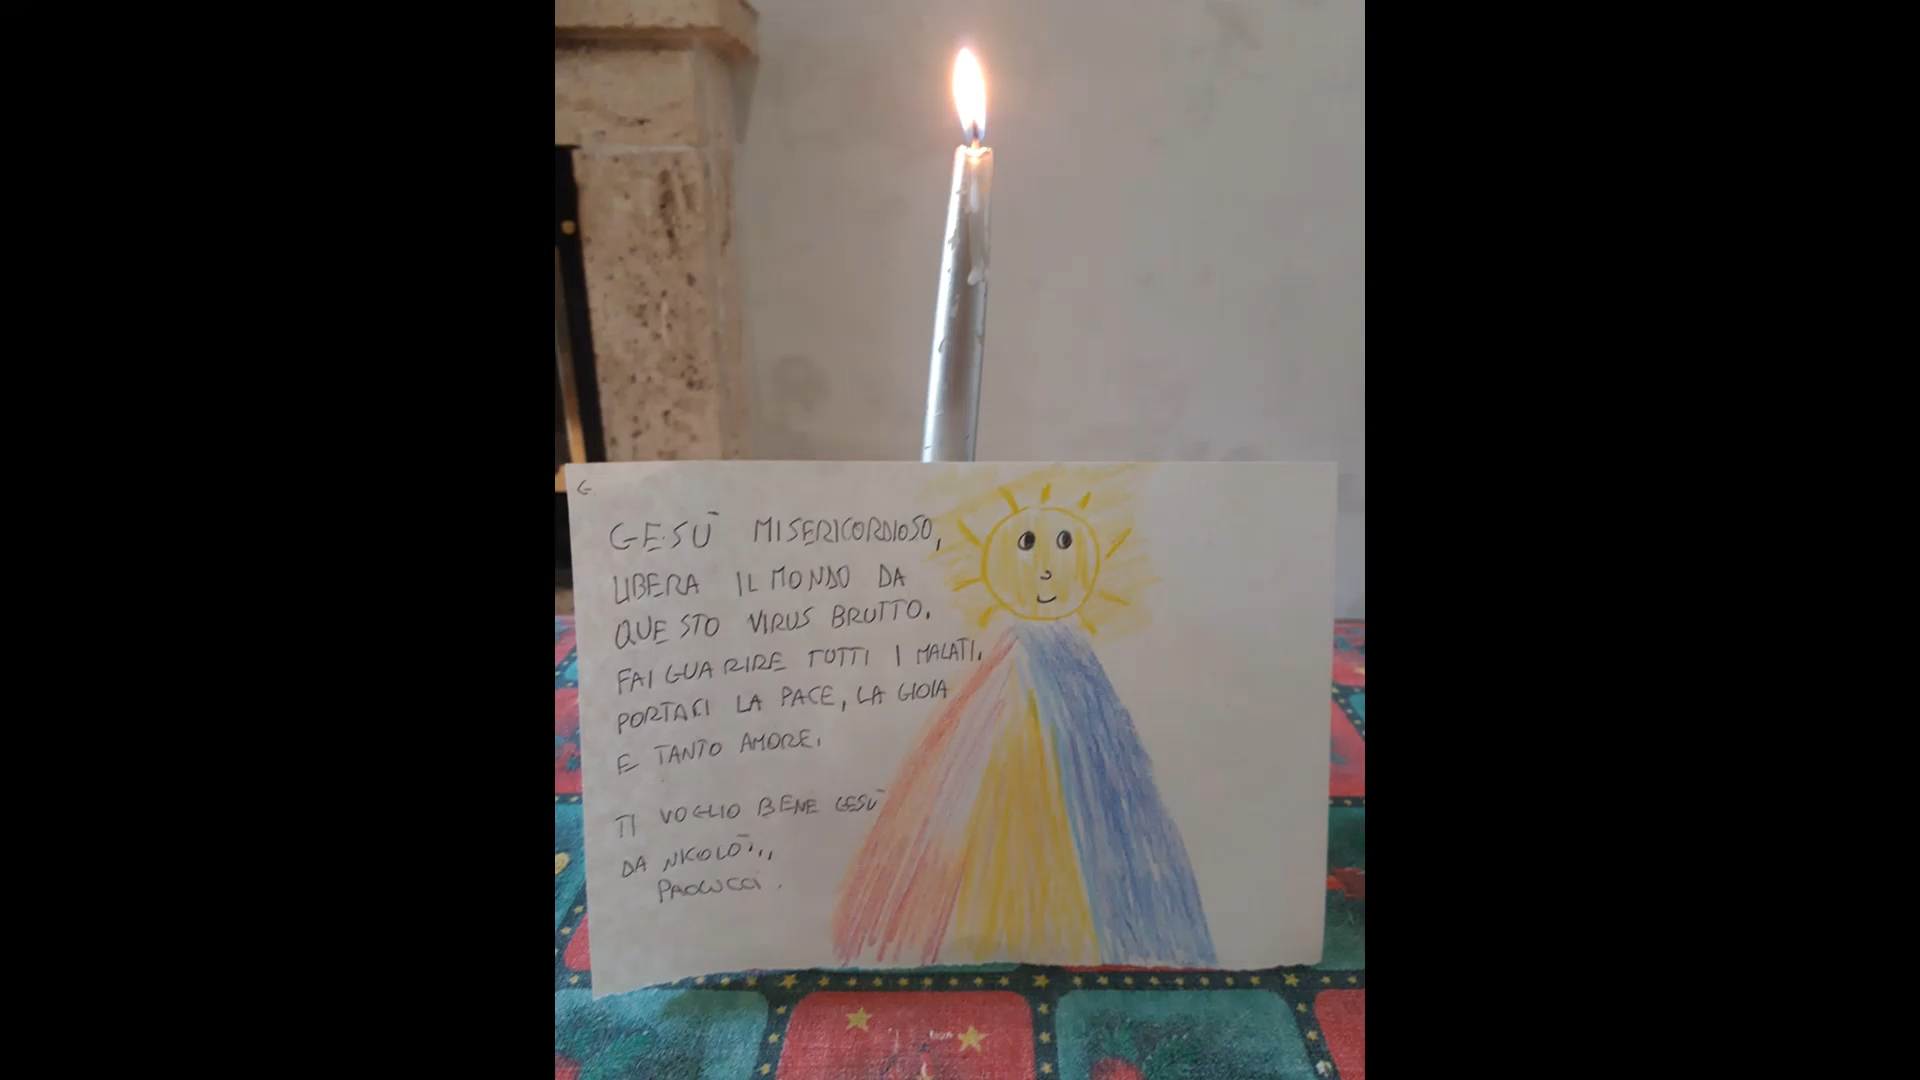 G
GESÙ MISERICORDIOSO,
LIBERA IL MONDO DA
QUESTO VIRUS BRUTTO.
FAI GUARIRE TUTTI I MALATI.
PORTACI LA PACE, LA GIOIA
E TANTO AMORE.
TI VOGLIO BENE GESÙ
DA NICOLÒ
PAOLUCCI.